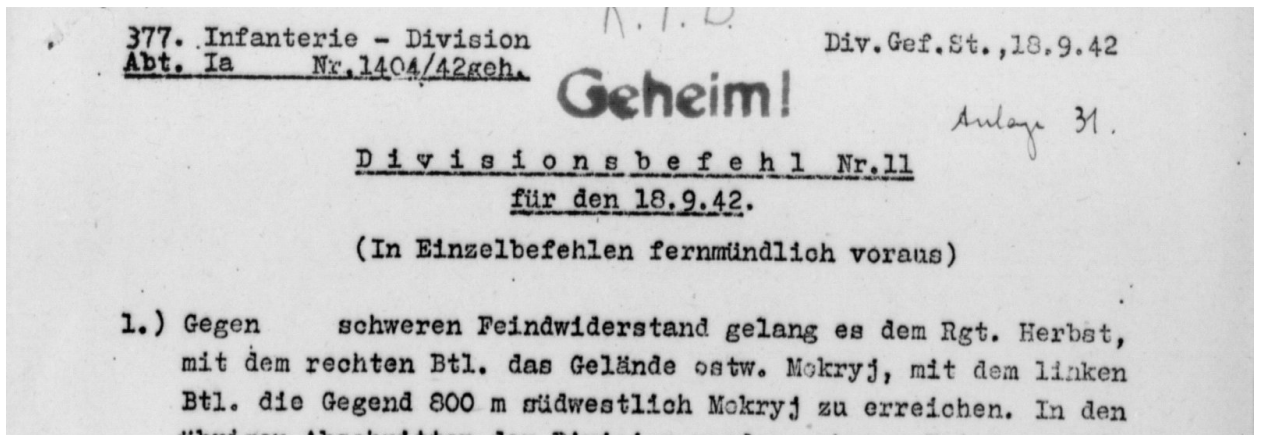 K.T.B.
377. Infanterie - Division
Div.Gef.St.,18.9.42
Abt. Ia Nr.1404/42geh.
Geheim!
Anlage 31.
Divisionsbefehl Nr.11
für den 18.9.42.
(In Einzelbefehlen fernmündlich voraus)
1.) Gegen schweren Feindwiderstand gelang es dem Rgt. Herbst,
mit dem rechten Btl. das Gelände ostw. Mokryj, mit dem linken
Btl. die Gegend 800 m südwestlich Mokryj zu erreichen. In den